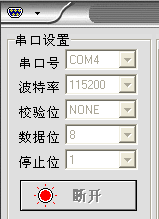 串口设置
串口号 COM4
波特率 115200
校验位 NONE
数据位 8
停止位 1
断开